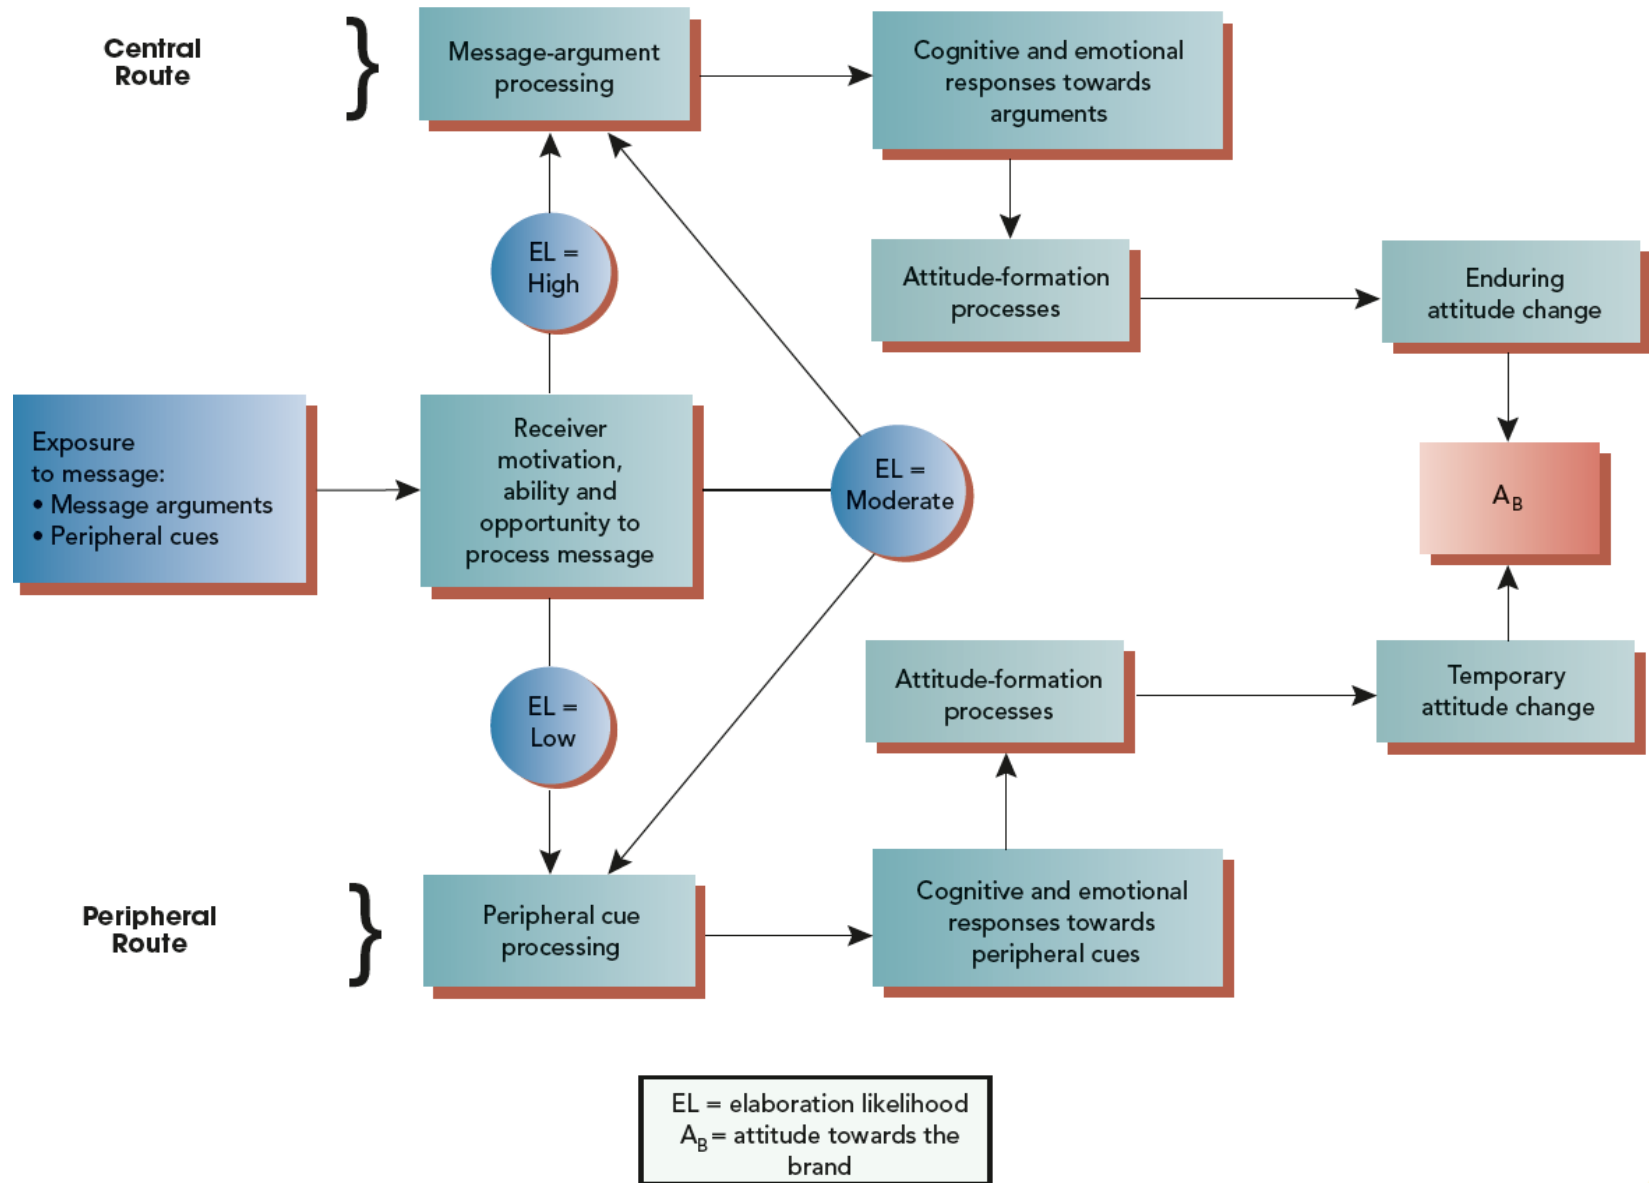 Central
Route
Message-argument
processing
Cognitive and emotional
responses towards
arguments
EL =
High
Attitude-formation
processes
Enduring
attitude change
Exposure
to message:
• Message arguments
• Peripheral cues
Receiver
motivation,
ability and
opportunity to
process message
EL =
Moderate
AB
EL =
Low
Attitude-formation
processes
Temporary
attitude change
Peripheral
Route
Peripheral cue
processing
Cognitive and emotional
responses towards
peripheral cues
EL = elaboration likelihood
AB = attitude towards the
brand